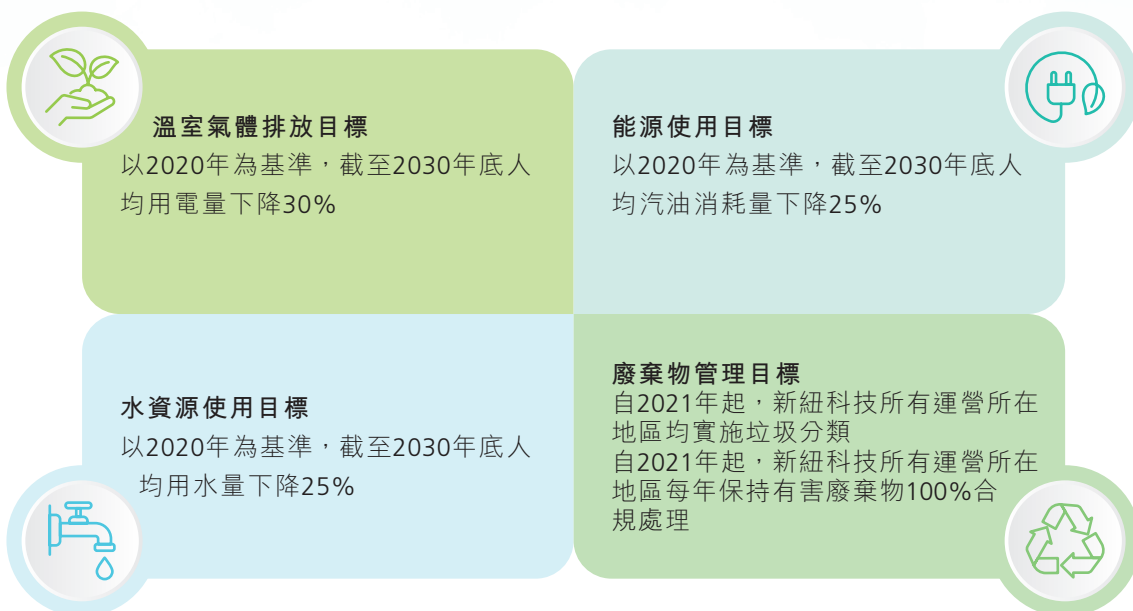 溫室氣體排放目標
以2020年為基準，截至2030年底人
均用電量下降30%
能源使用目標
以2020年為基準，截至2030年底人
均汽油消耗量下降25%
水資源使用目標
以2020年為基準，截至2030年底人
均用水量下降25%
廢棄物管理目標
自2021年起，新紐科技所有運營所在
地區均實施垃圾分類
自2021年起，新紐科技所有運營所在
地區每年保持有害廢棄物100%合
規處理